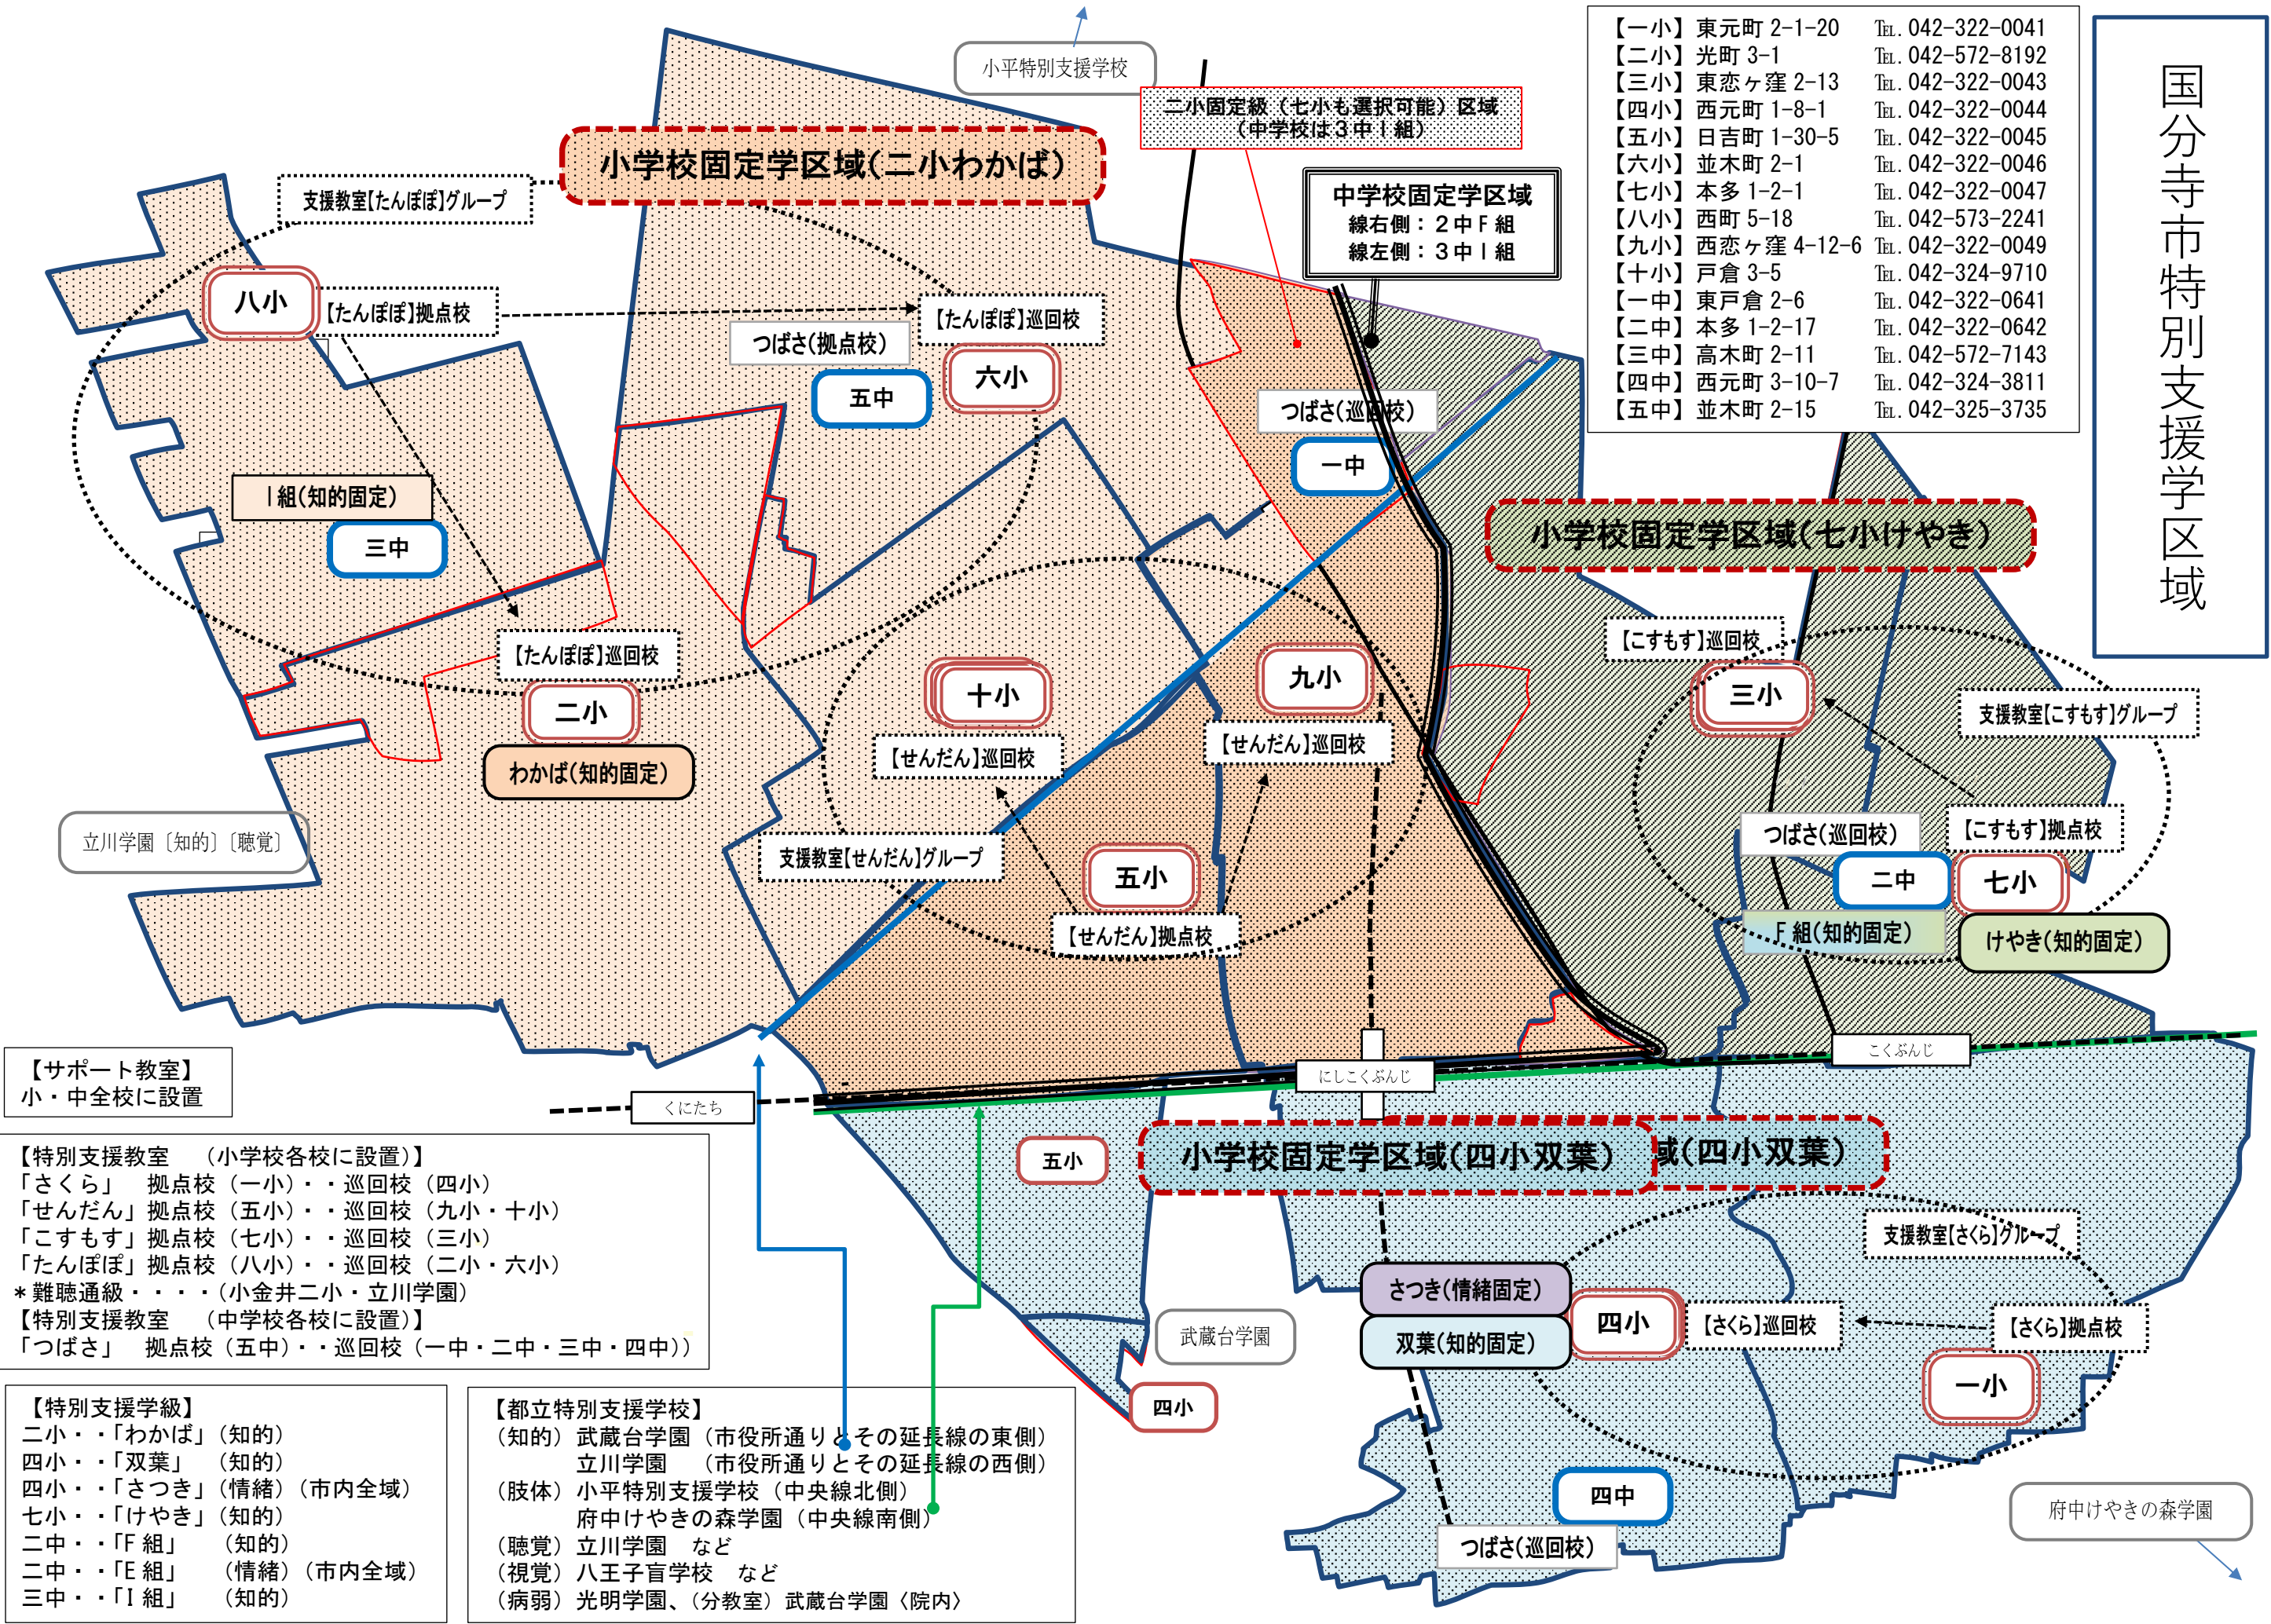 国分寺市特別支援学区域
【一小】東元町 2-1-20 ℡. 042-322-0041
【二小】光町 3-1 ℡. 042-572-8192
【三小】東恋ヶ窪 2-13 ℡. 042-322-0043
【四小】西元町 1-8-1 ℡. 042-322-0044
【五小】日吉町 1-30-5 ℡. 042-322-0045
【六小】並木町 2-1 ℡. 042-322-0046
【七小】本多 1-2-1 ℡. 042-322-0047
【八小】西町 5-18 ℡. 042-573-2241
【九小】西恋ヶ窪 4-12-6 ℡. 042-322-0049
【十小】戸倉 3-5 ℡. 042-324-9710
【一中】東戸倉 2-6 ℡. 042-322-0641
【二中】本多 1-2-17 ℡. 042-322-0642
【三中】高木町 2-11 ℡. 042-572-7143
【四中】西元町 3-10-7 ℡. 042-324-3811
【五中】並木町 2-15 ℡. 042-325-3735
小平特別支援学校
二小固定級（七小も選択可能）区域
（中学校は３中Ｉ組）
小学校固定学区域(二小わかば)
支援教室【たんぽぽ】グループ
中学校固定学区域
線右側：２中Ｆ組
線左側：３中Ｉ組
八小
【たんぽぽ】拠点校
【たんぽぽ】巡回校
つばさ(拠点校)
六小
五中
つばさ(巡回校)
一中
Ｉ組(知的固定)
三中
小学校固定学区域(七小けやき)
【たんぽぽ】巡回校
二小
わかば(知的固定)
十小
【せんだん】巡回校
九小
【せんだん】巡回校
【こすもす】巡回校
三小
支援教室【こすもす】グループ
立川学園〔知的〕〔聴覚〕
支援教室【せんだん】グループ
五小
【せんだん】拠点校
つばさ(巡回校)
【こすもす】拠点校
二中
七小
Ｆ組(知的固定)
けやき(知的固定)
こくぶんじ
にしこくぶんじ
くにたち
【サポート教室】
小・中全校に設置
五小
小学校固定学区域(四小双葉)
域(四小双葉)
【特別支援教室　（小学校各校に設置）】
「さくら」　拠点校（一小）・・巡回校（四小）
「せんだん」拠点校（五小）・・巡回校（九小・十小）
「こすもす」拠点校（七小）・・巡回校（三小）
「たんぽぽ」拠点校（八小）・・巡回校（二小・六小）
＊難聴通級・・・・（小金井二小・立川学園）
【特別支援教室　（中学校各校に設置）】
「つばさ」　拠点校（五中）・・巡回校（一中・二中・三中・四中））
支援教室【さくら】グループ
さつき(情緒固定)
双葉(知的固定)
四小
【さくら】巡回校
【さくら】拠点校
一小
武蔵台学園
四小
四中
つばさ(巡回校)
府中けやきの森学園
【特別支援学級】
二小・・「わかば」（知的）
四小・・「双葉」　（知的）
四小・・「さつき」（情緒）（市内全域）
七小・・「けやき」（知的）
二中・・「Ｆ組」　（知的）
二中・・「Ｅ組」　（情緒）（市内全域）
三中・・「Ｉ組」　（知的）
【都立特別支援学校】
（知的）武蔵台学園（市役所通りとその延長線の東側）
立川学園　（市役所通りとその延長線の西側）
（肢体）小平特別支援学校（中央線北側）
府中けやきの森学園（中央線南側）
（聴覚）立川学園　など
（視覚）八王子盲学校　など
（病弱）光明学園、（分教室）武蔵台学園〈院内〉